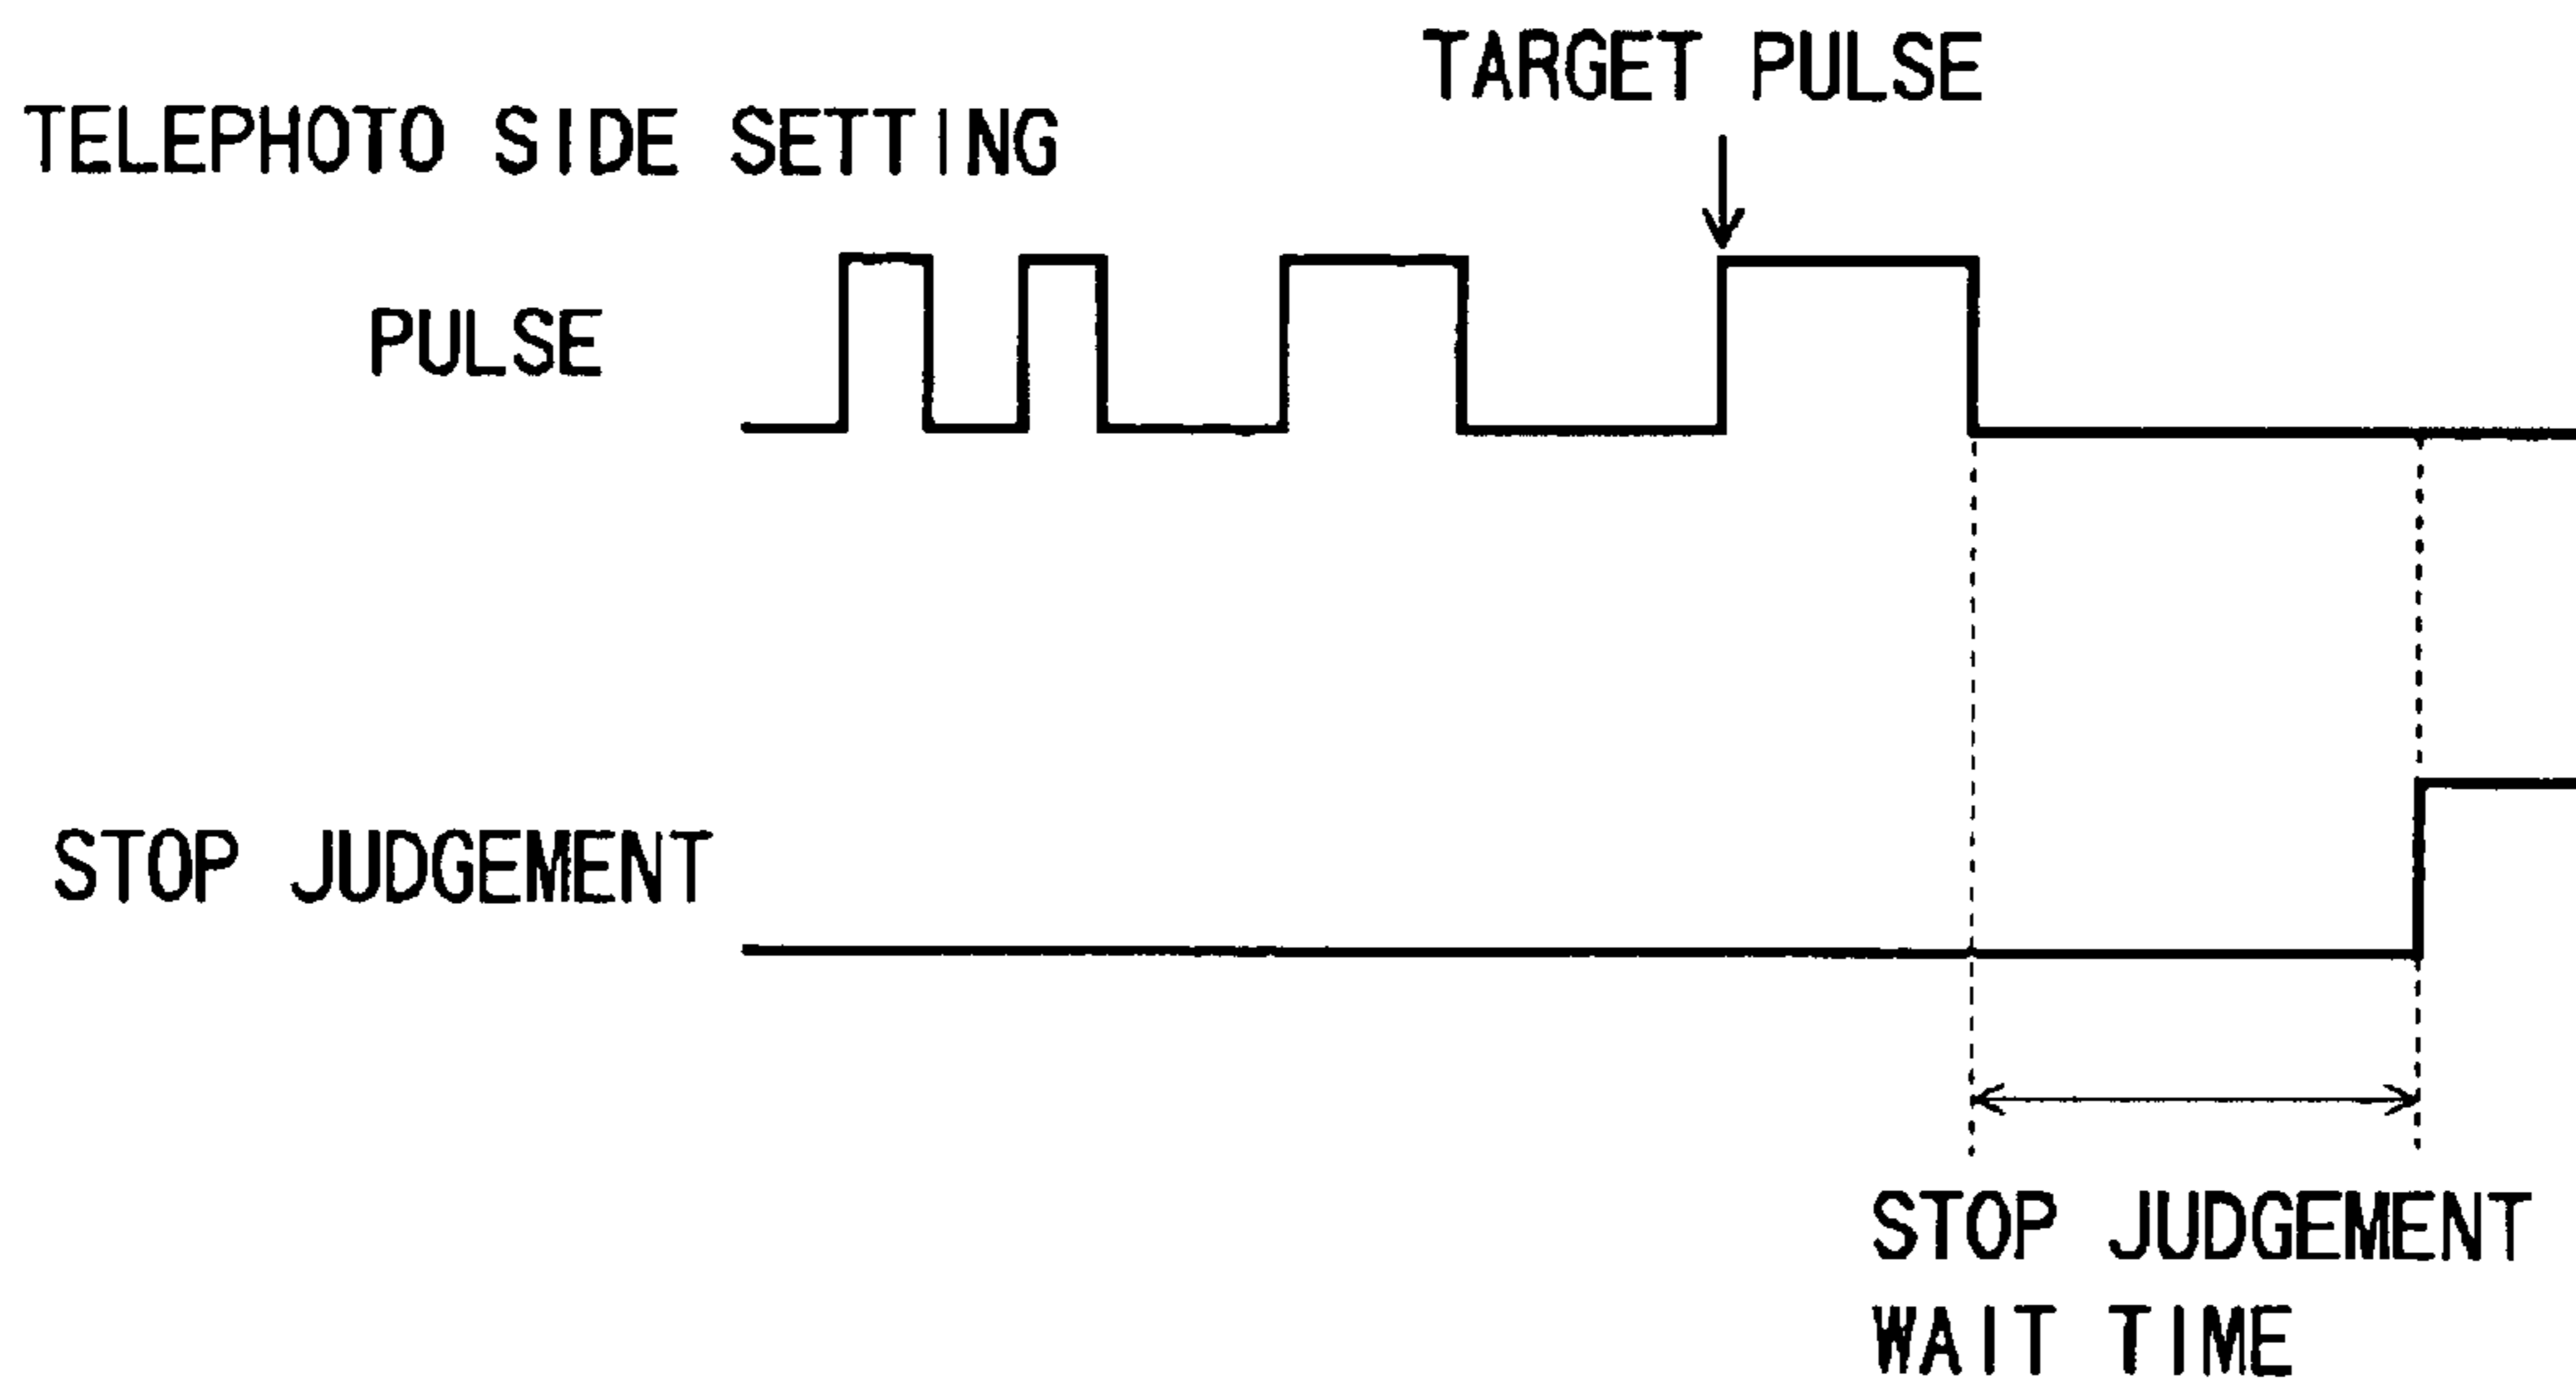 TARGET PULSE
TELEPHOTO SIDE SETTING
PULSE
STOP JUDGEMENT
STOP JUDGEMENT
WAIT TIME